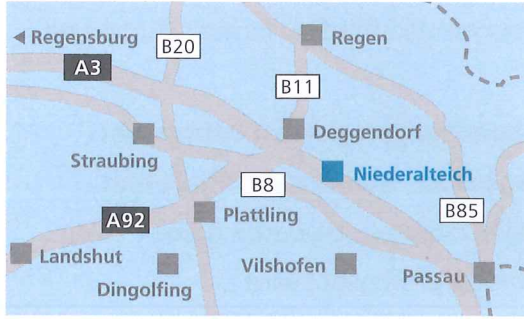 Regensburg
B20
Regen
A3
B11
Deggendorf
Straubing
Niederalteich
B8
A92
Plattling
B85
Landshut
Vilshofen
Passau
Dingolfing